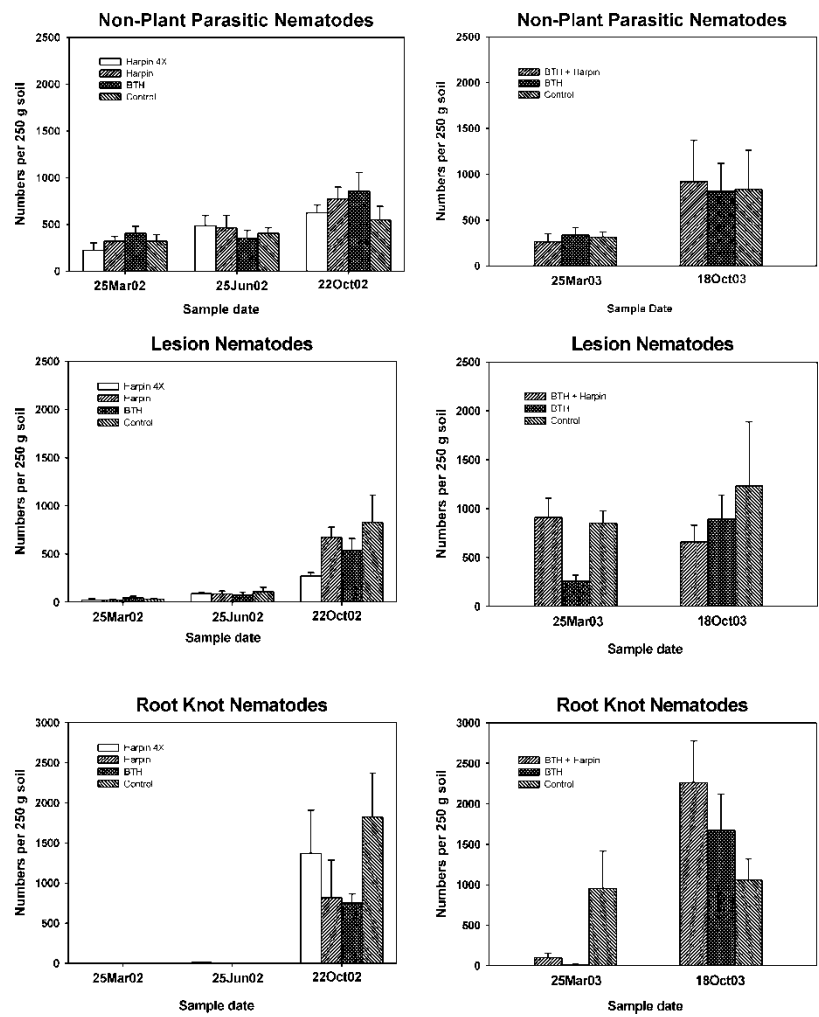 Non-Plant Parasitic Nematodes
2500
2000
1500
1000
500
0
Numbers per 250 g soil
Harpin 4X
Harpin
BTH
Control
25Mar02 25Jun02 22Oct02
Sample date
Non-Plant Parasitic Nematodes
2500
2000
1500
1000
500
0
Numbers per 250 g soil
BTH + Harpin
BTH
Control
25Mar03 18Oct03
Sample Date
Lesion Nematodes
2500
2000
1500
1000
500
0
Numbers per 250 g soil
Harpin 4X
Harpin
BTH
Control
25Mar02 25Jun02 22Oct02
Sample date
Lesion Nematodes
2500
2000
1500
1000
500
0
Numbers per 250 g soil
BTH + Harpin
BTH
Control
25Mar03 18Oct03
Sample date
Root Knot Nematodes
3000
2500
2000
1500
1000
500
0
Numbers per 250 g soil
Harpin 4X
Harpin
BTH
Control
25Mar02 25Jun02 22Oct02
Sample date
Root Knot Nematodes
3000
2500
2000
1500
1000
500
0
Numbers per 250 g soil
BTH + Harpin
BTH
Control
25Mar03 18Oct03
Sample date